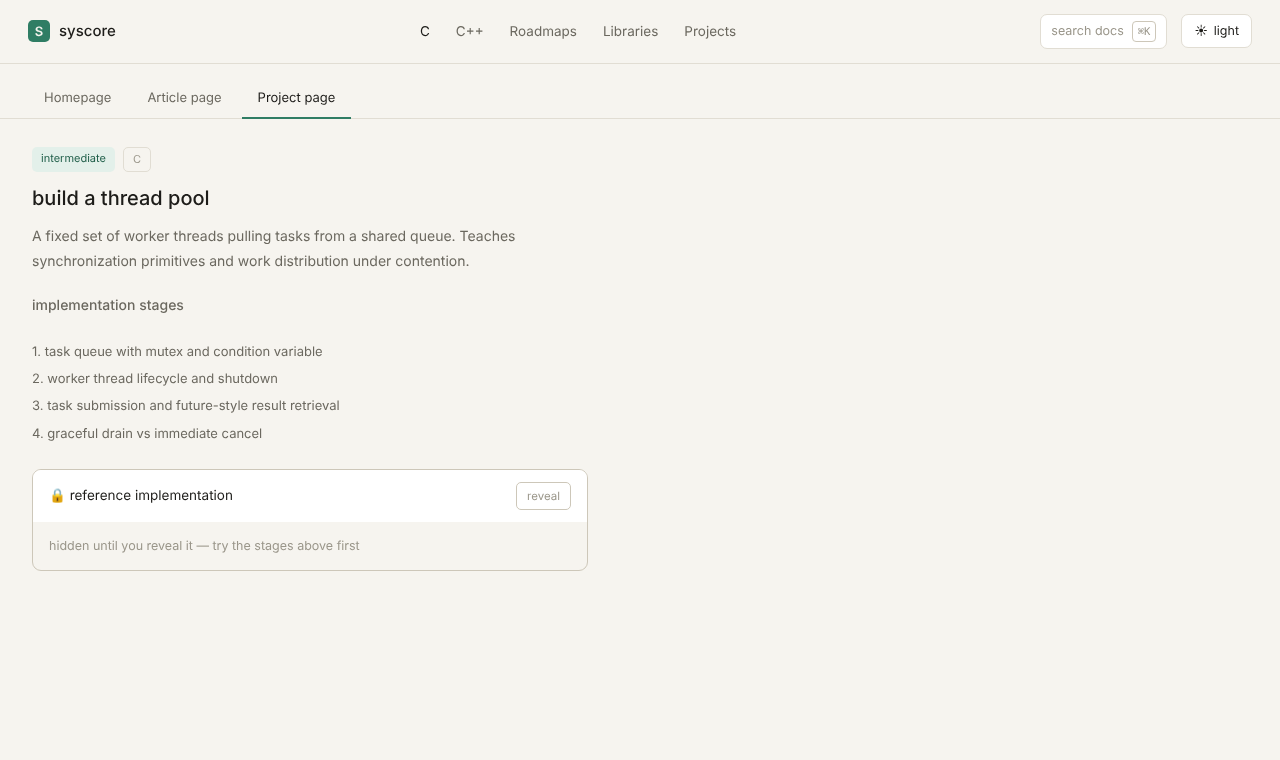 S syscore
C C++ Roadmaps Libraries Projects
search docs ⌘K
☀ light
Homepage Article page Project page
intermediate C
build a thread pool
A fixed set of worker threads pulling tasks from a shared queue. Teaches
synchronization primitives and work distribution under contention.
implementation stages
1. task queue with mutex and condition variable
2. worker thread lifecycle and shutdown
3. task submission and future-style result retrieval
4. graceful drain vs immediate cancel
🔒 reference implementation reveal
hidden until you reveal it — try the stages above first